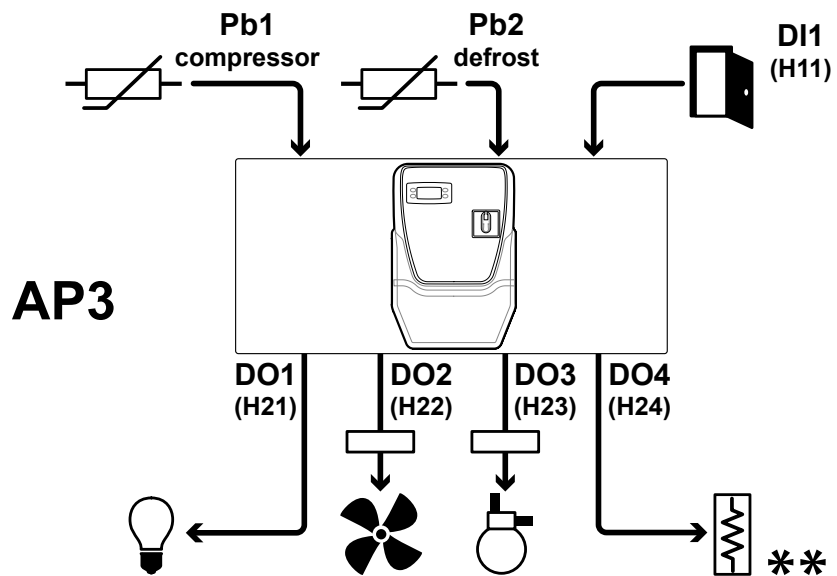 Pb1
compressor
Pb2
defrost
DI1
(H11)
AP3
DO1
(H21)
DO2
(H22)
DO3
(H23)
DO4
(H24)
**